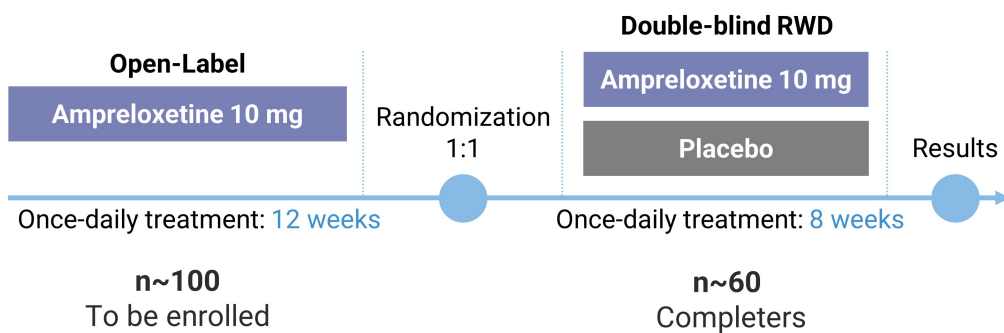 Open-Label
Ampreloxetine 10 mg
Randomization
1:1
Double-blind RWD
Ampreloxetine 10 mg
Placebo
Results
Once-daily treatment: 12 weeks
Once-daily treatment: 8 weeks
n~100
To be enrolled
n~60
Completers